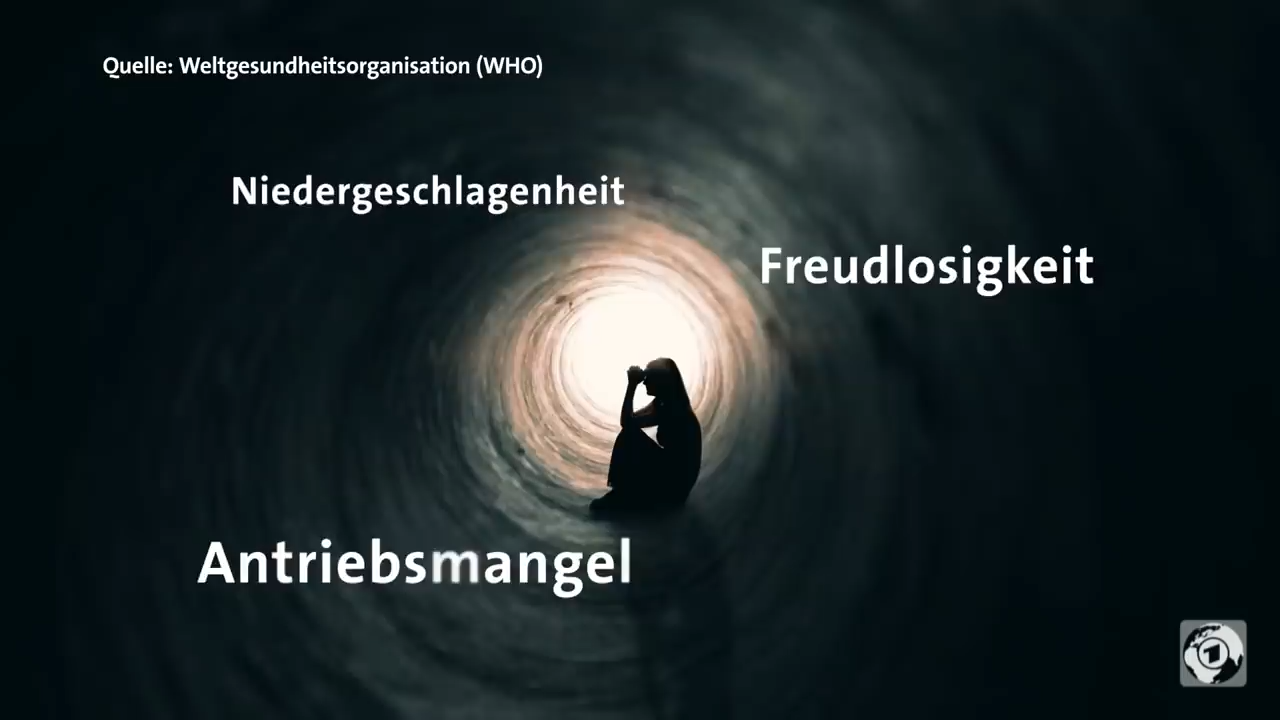 Quelle: Weltgesundheitsorganisation (WHO)
Niedergeschlagenheit
Freudlosigkeit
Antriebsmangel